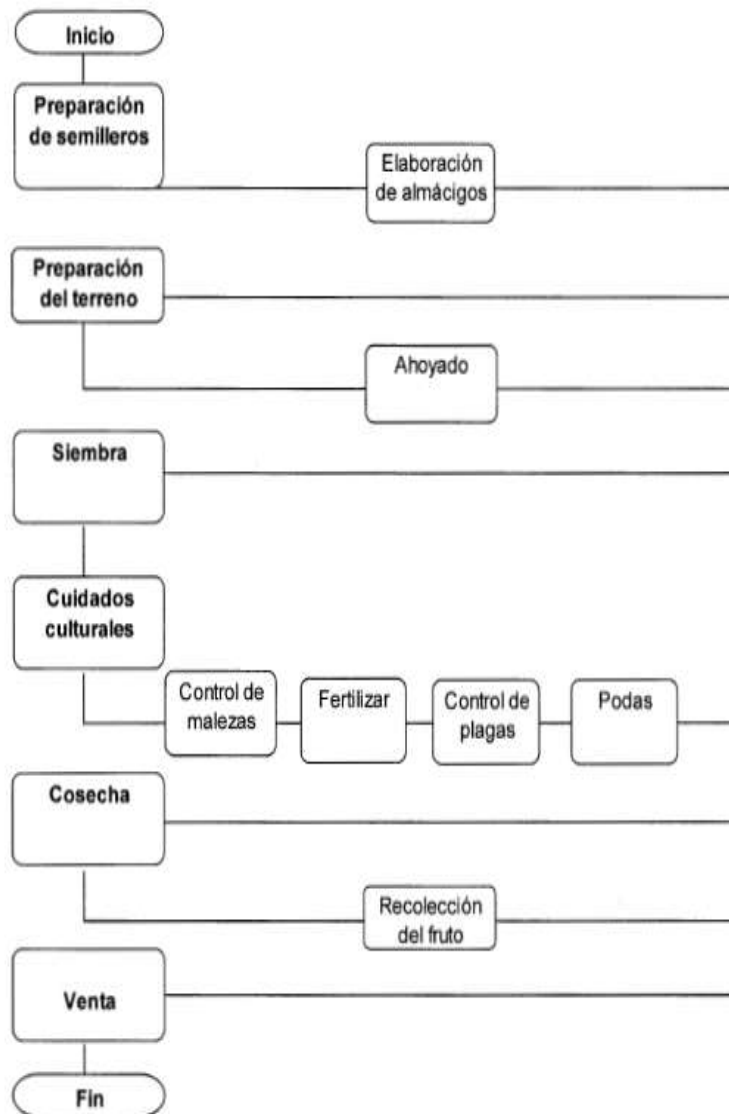 Inicio
Preparación
de semilleros
Elaboración
de almácigos
Preparación
del terreno
Ahoyado
Siembra
Cuidados
culturales
Control de
malezas
Fertilizar
Control de
plagas
Podas
Cosecha
Recolección
del fruto
Venta
Fin